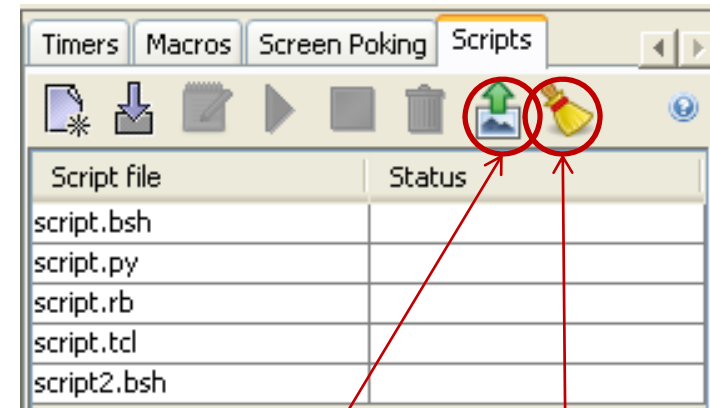 Timers Macros Screen Poking Scripts
Script file Status
script.bsh
script.py
script.rb
script.tcl
script2.bsh